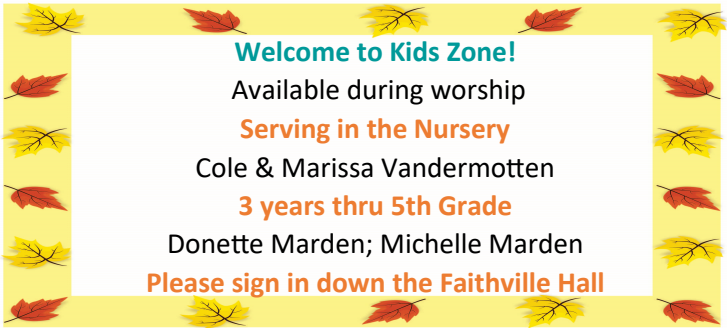 Welcome to Kids Zone!
Available during worship
Serving in the Nursery
Cole & Marissa Vandermotten
3 years thru 5th Grade
Donette Marden; Michelle Marden
Please sign in down the Faithville Hall